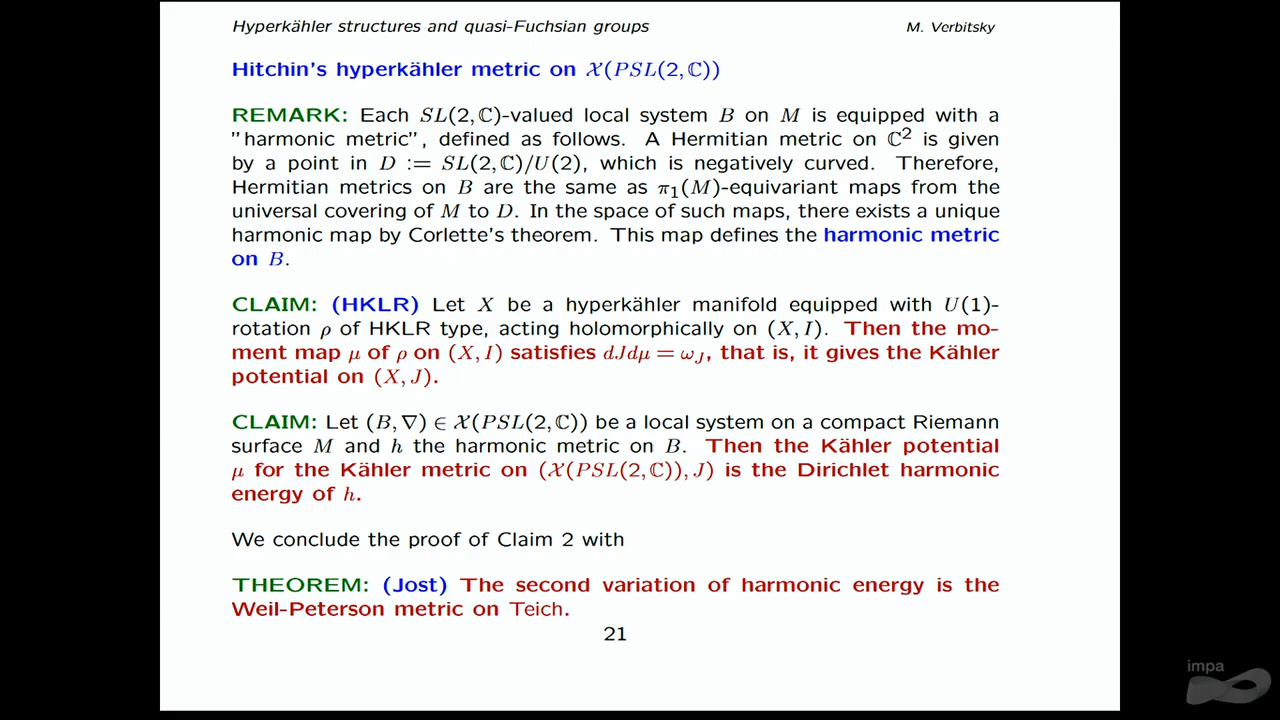 Hyperkähler structures and quasi-Fuchsian groups
M. Verbitsky
Hitchin's hyperkähler metric on 𝒳(PSL(2,ℂ))
REMARK: Each SL(2,ℂ)-valued local system B on M is equipped with a
"harmonic metric", defined as follows. A Hermitian metric on ℂ² is given
by a point in D := SL(2,ℂ)/U(2), which is negatively curved. Therefore,
Hermitian metrics on B are the same as π₁(M)-equivariant maps from the
universal covering of M to D. In the space of such maps, there exists a unique
harmonic map by Corlette's theorem. This map defines the harmonic metric
on B.
CLAIM: (HKLR) Let X be a hyperkähler manifold equipped with U(1)-
rotation ρ of HKLR type, acting holomorphically on (X, I). Then the mo-
ment map μ of ρ on (X, I) satisfies dJdμ = ω_J, that is, it gives the Kähler
potential on (X, J).
CLAIM: Let (B, ∇) ∈ 𝒳(PSL(2,ℂ)) be a local system on a compact Riemann
surface M and h the harmonic metric on B. Then the Kähler potential
μ for the Kähler metric on (𝒳(PSL(2,ℂ)), J) is the Dirichlet harmonic
energy of h.
We conclude the proof of Claim 2 with
THEOREM: (Jost) The second variation of harmonic energy is the
Weil-Peterson metric on Teich.
21
impa